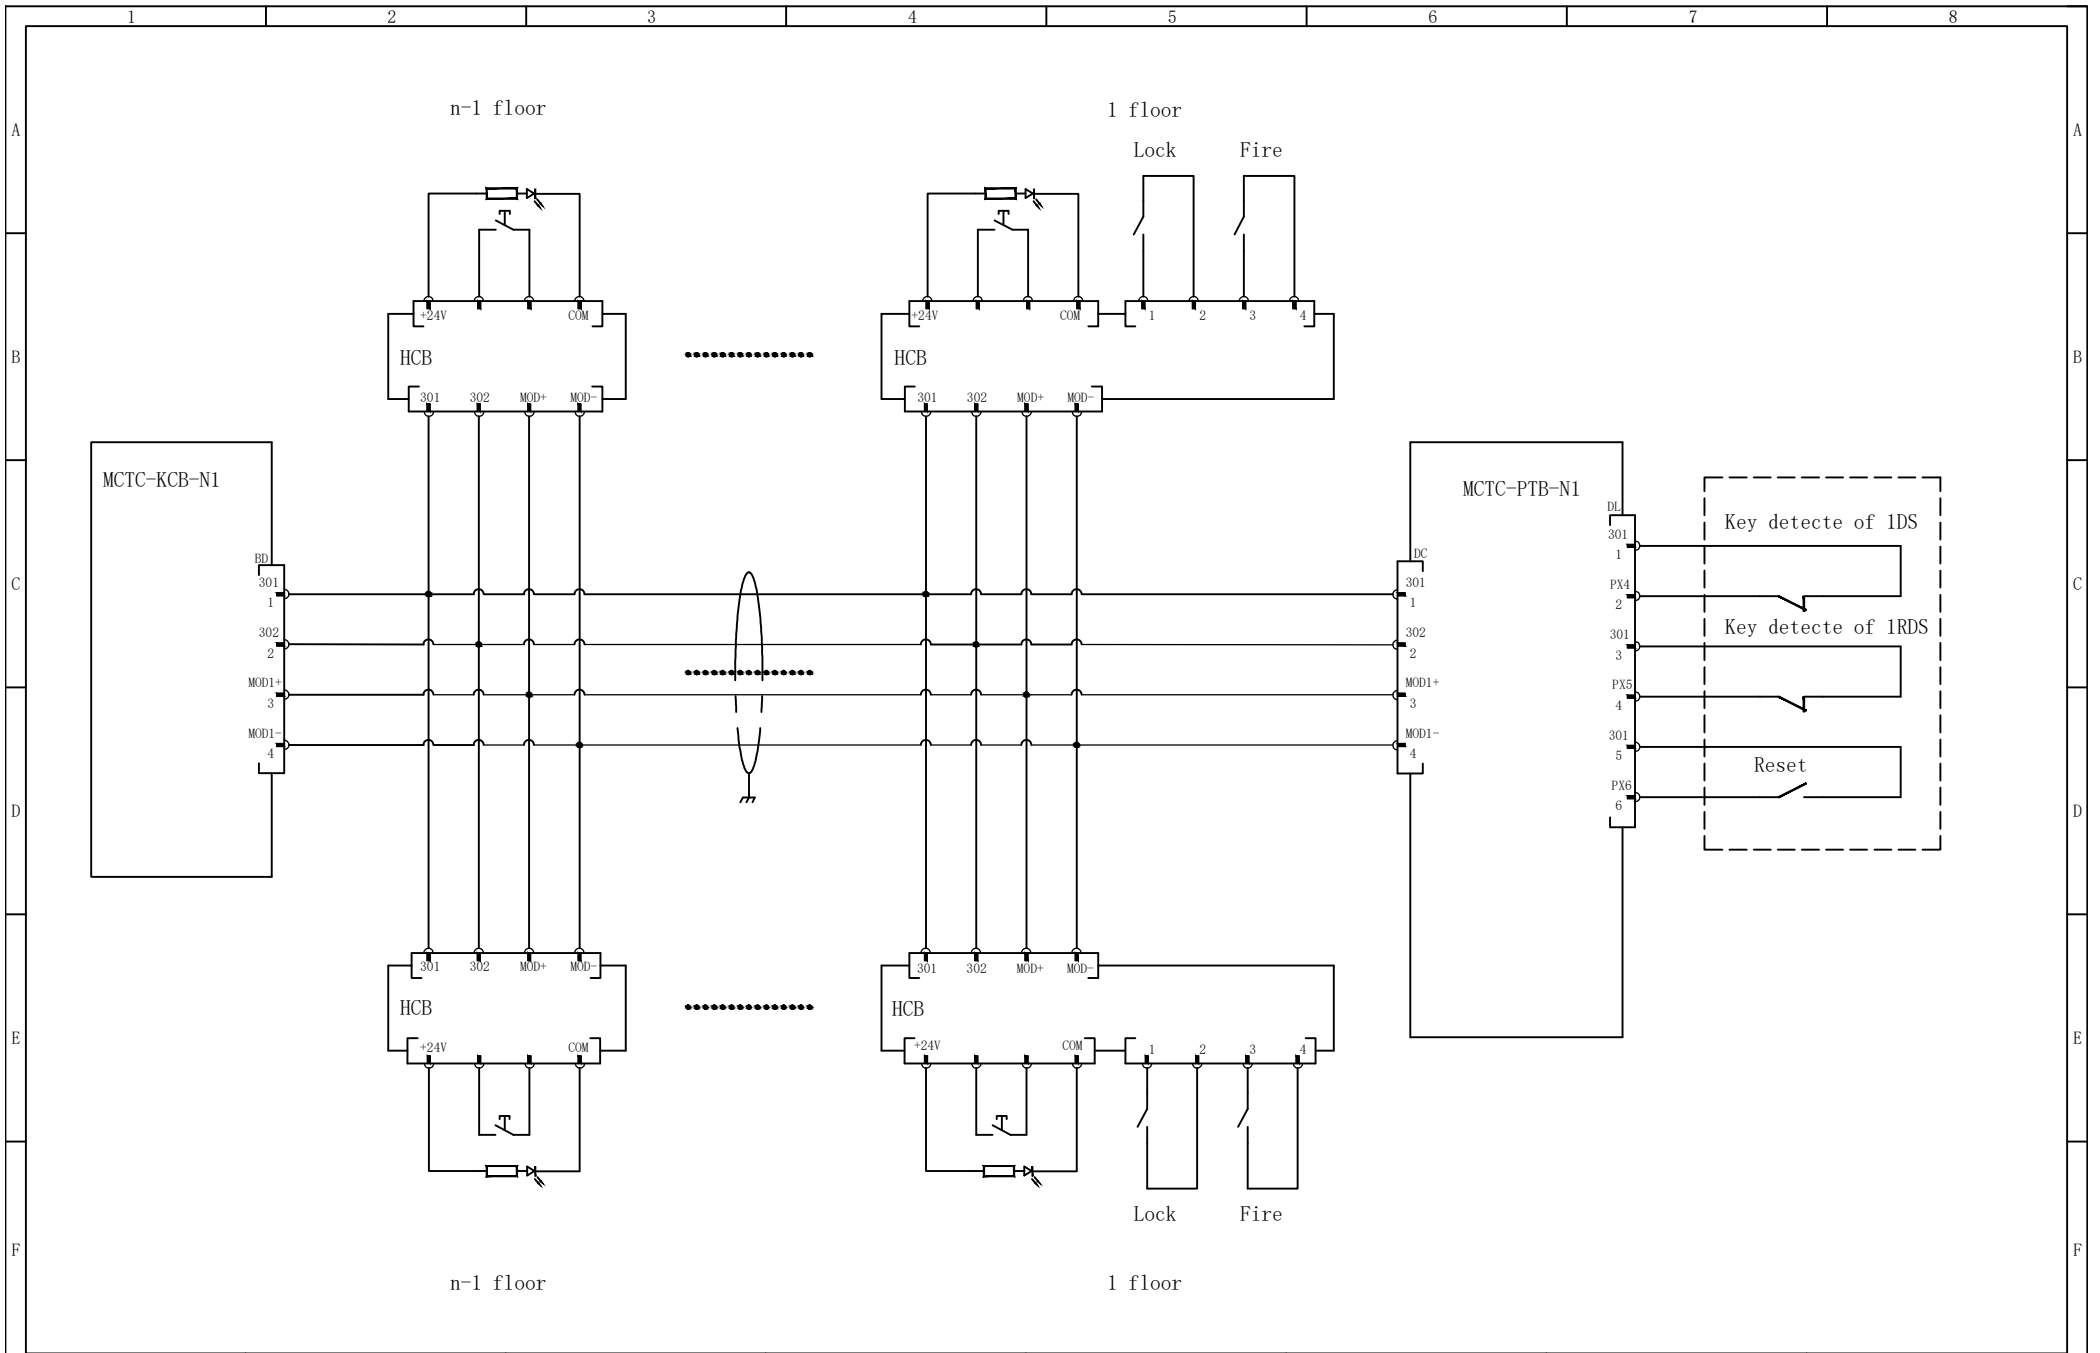 1 2 3 4 5 6 7 8
n-1 floor
1 floor
A
A
Lock Fire
+24V COM
+24V COM 1 2 3 4
B
HCB
HCB
B
301 302 MOD+ MOD-
301 302 MOD+ MOD-
MCTC-KCB-N1
MCTC-PTB-N1
DL
Key detecte of 1DS
301
1
BD
DC
C
301
1
301
1
PX4
2
C
302
2
302
2
301
3
Key detecte of 1RDS
MOD1+
3
MOD1+
3
PX5
4
MOD1-
4
MOD1-
4
301
5
Reset
PX6
6
D
D
301 302 MOD+ MOD-
301 302 MOD+ MOD-
HCB
HCB
E
E
+24V COM
+24V COM 1 2 3 4
Lock Fire
F
F
n-1 floor
1 floor